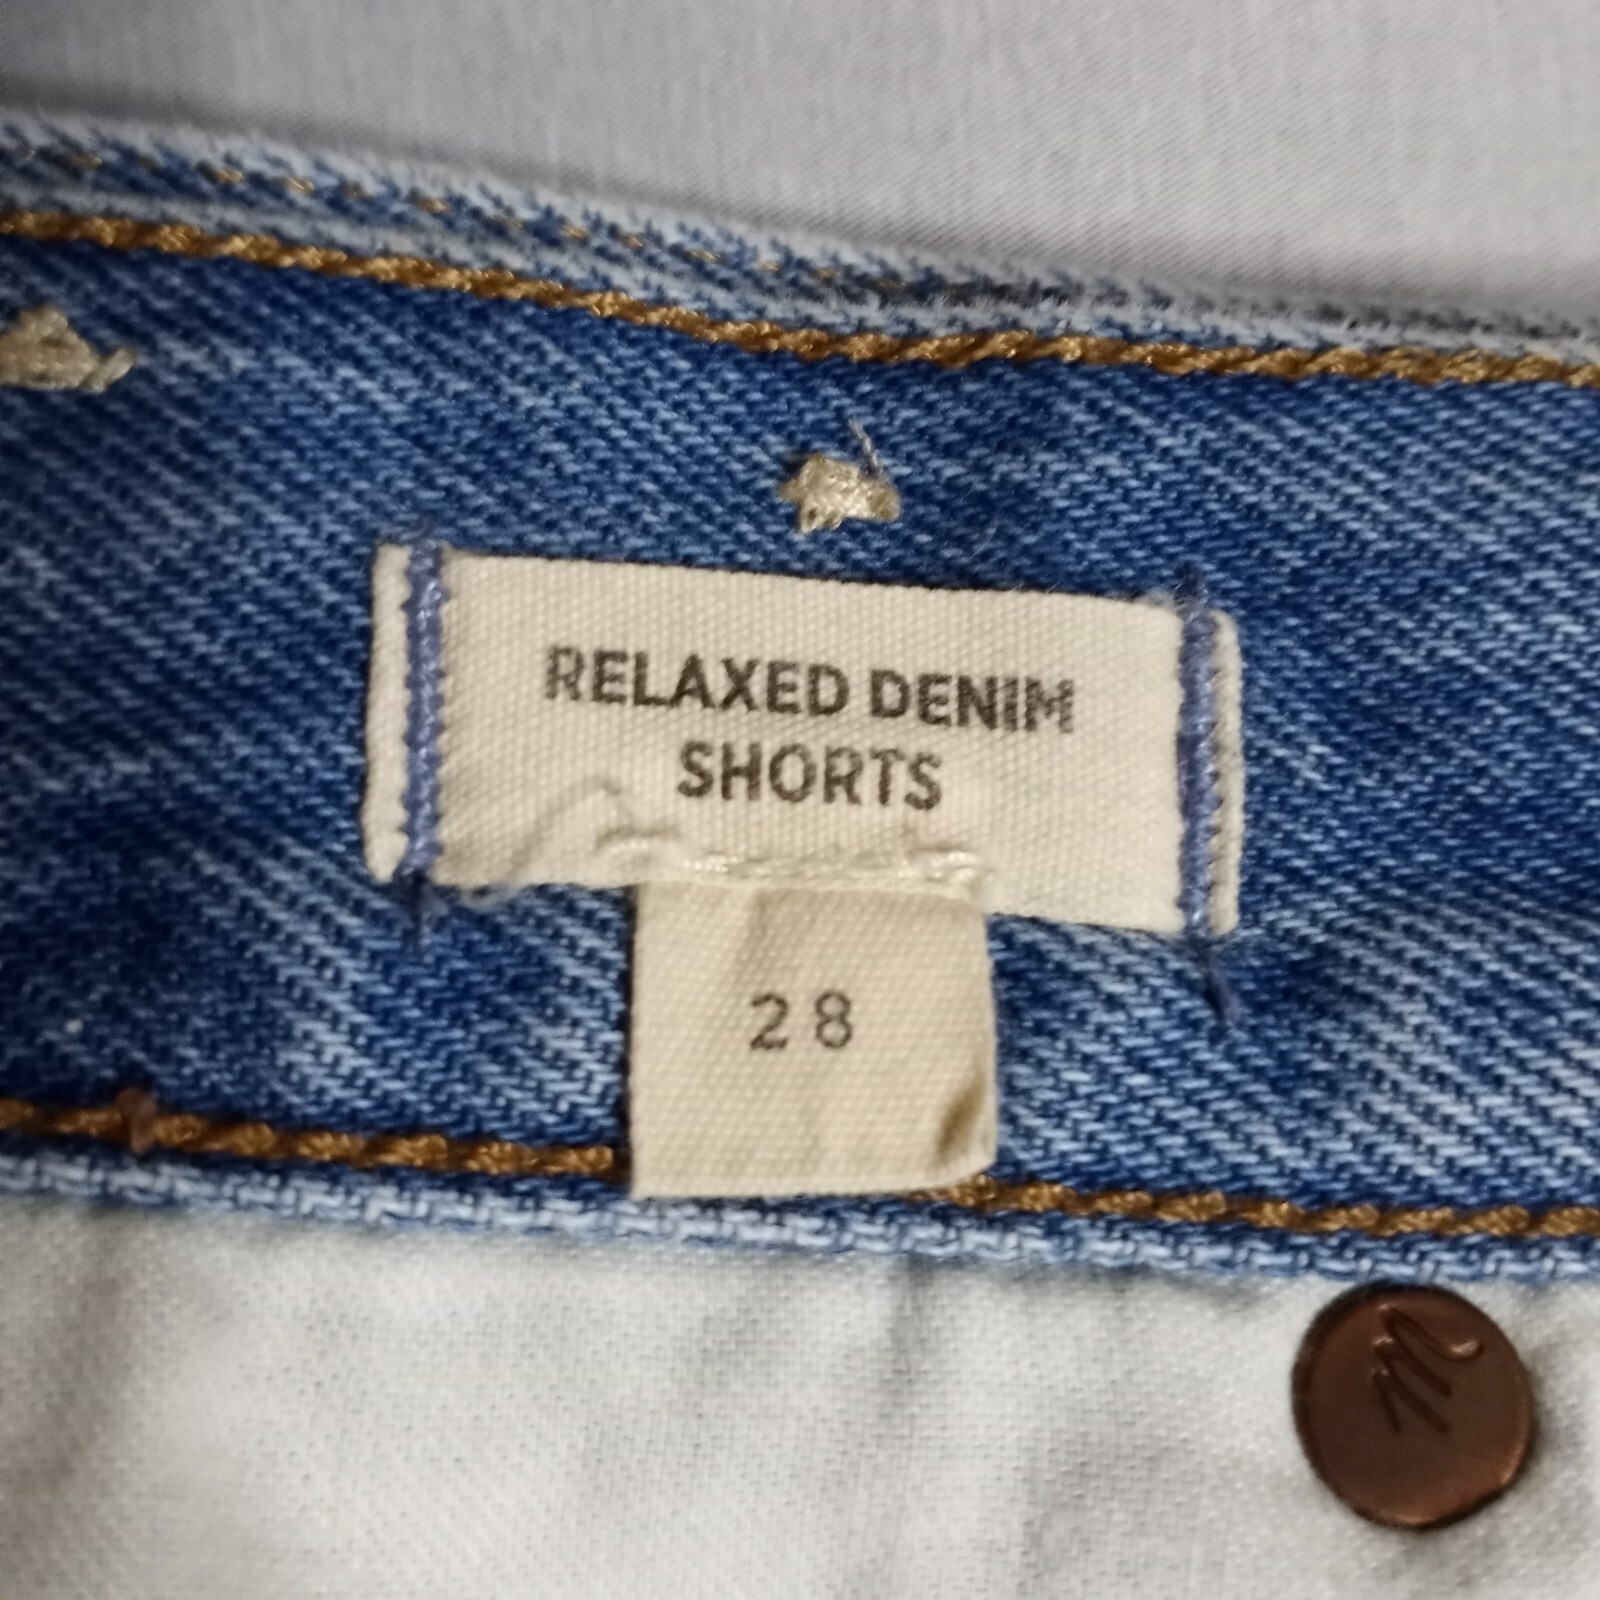 RELAXED DENIM
SHORTS
28
m